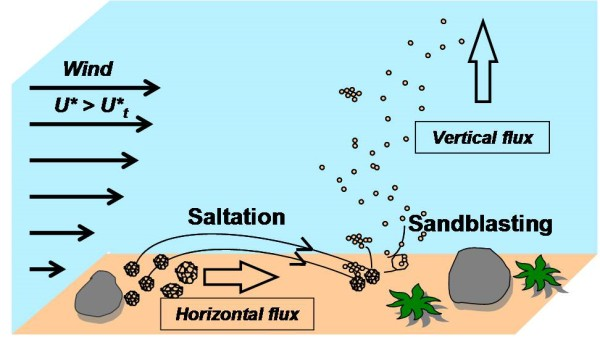 Wind
U* > U*t
Vertical flux
Saltation
Sandblasting
Horizontal flux